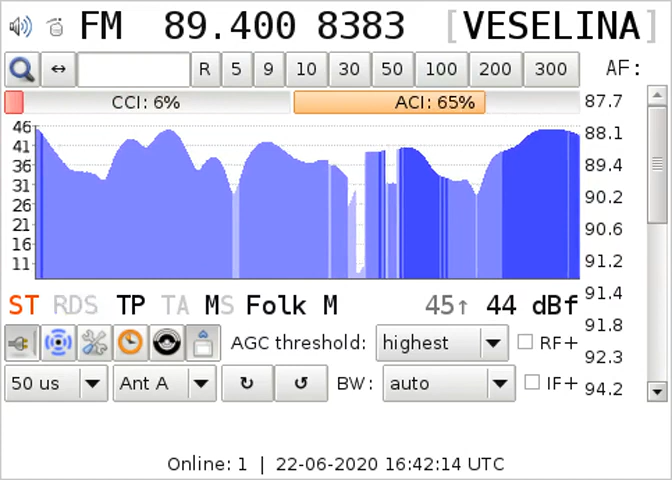 FM 89.400 8383 [VESELINA]
↔ R 5 9 10 30 50 100 200 300 AF:
CCI: 6% ACI: 65% 87.7
46 88.1
41
36 89.4
31 90.2
26
21 90.6
16
11 91.2
91.4
ST RDS TP TA MS Folk M 45↑ 44 dBf
91.8
AGC threshold: highest RF+ 92.3
50 us Ant A ↻ ↺ BW: auto IF+ 94.2
Online: 1 | 22-06-2020 16:42:14 UTC